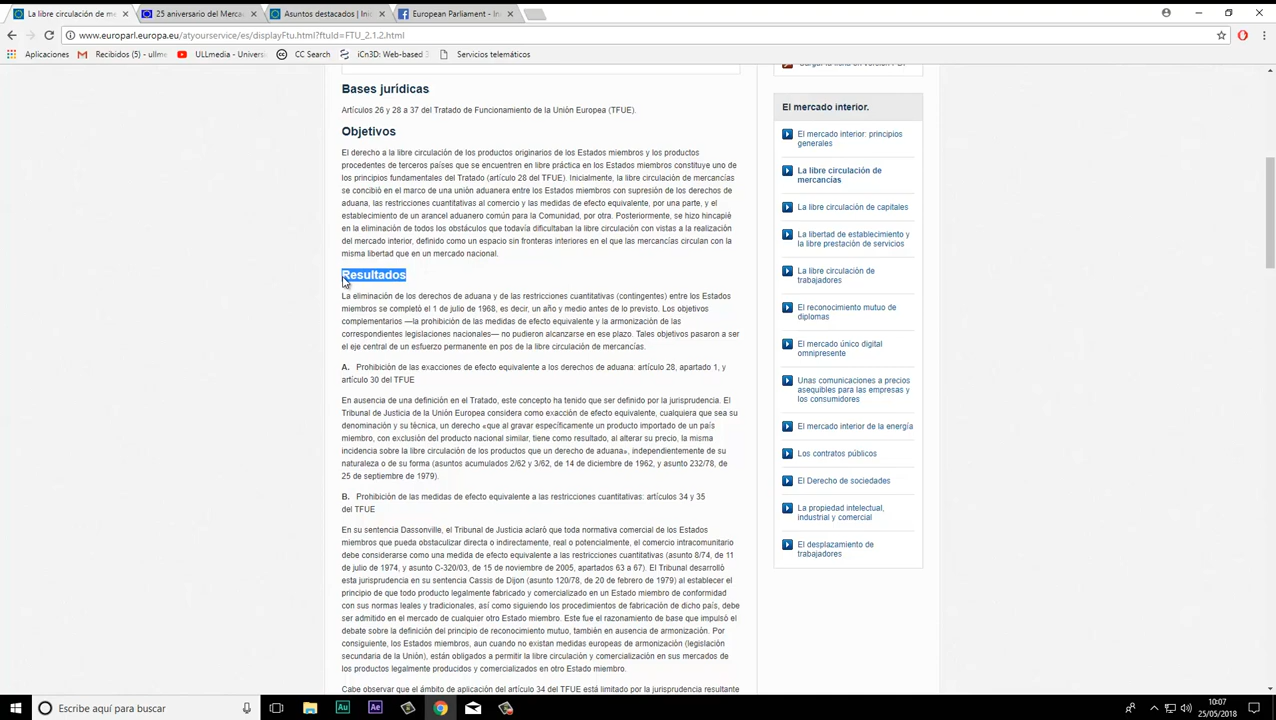 La libre circulación de me
25 aniversario del Mercac
Asuntos destacados | Ini
European Parliament - In
www.europarl.europa.eu/atyourservice/es/displayFtu.html?ftuId=FTU_2.1.2.html
Aplicaciones
Recibidos (5) - ullme
ULLmedia - Univers
CC Search
iCn3D: Web-based
Servicios telemáticos
Bases jurídicas
Artículos 26 y 28 a 37 del Tratado de Funcionamiento de la Unión Europea (TFUE).
Objetivos
El derecho a la libre circulación de los productos originarios de los Estados miembros y los productos
procedentes de terceros países que se encuentren en libre práctica en los Estados miembros constituye uno de
los principios fundamentales del Tratado (artículo 28 del TFUE). Inicialmente, la libre circulación de mercancías
se concibió en el marco de una unión aduanera entre los Estados miembros con supresión de los derechos de
aduana, las restricciones cuantitativas al comercio y las medidas de efecto equivalente, por una parte, y el
establecimiento de un arancel aduanero común para la Comunidad, por otra. Posteriormente, se hizo hincapié
en la eliminación de todos los obstáculos que todavía dificultaban la libre circulación con vistas a la realización
del mercado interior, definido como un espacio sin fronteras interiores en el que las mercancías circulan con la
misma libertad que en un mercado nacional.
Resultados
La eliminación de los derechos de aduana y de las restricciones cuantitativas (contingentes) entre los Estados
miembros se completó el 1 de julio de 1968, es decir, un año y medio antes de lo previsto. Los objetivos
complementarios —la prohibición de las medidas de efecto equivalente y la armonización de las
correspondientes legislaciones nacionales— no pudieron alcanzarse en ese plazo. Tales objetivos pasaron a ser
el eje central de un esfuerzo permanente en pos de la libre circulación de mercancías.
A. Prohibición de las exacciones de efecto equivalente a los derechos de aduana: artículo 28, apartado 1, y
artículo 30 del TFUE
En ausencia de una definición en el Tratado, este concepto ha tenido que ser definido por la jurisprudencia. El
Tribunal de Justicia de la Unión Europea considera como exacción de efecto equivalente, cualquiera que sea su
denominación y su técnica, un derecho «que al gravar específicamente un producto importado de un país
miembro, con exclusión del producto nacional similar, tiene como resultado, al alterar su precio, la misma
incidencia sobre la libre circulación de los productos que un derecho de aduana», independientemente de su
naturaleza o de su forma (asuntos acumulados 2/62 y 3/62, de 14 de diciembre de 1962, y asunto 232/78, de
25 de septiembre de 1979).
B. Prohibición de las medidas de efecto equivalente a las restricciones cuantitativas: artículos 34 y 35
del TFUE
En su sentencia Dassonville, el Tribunal de Justicia aclaró que toda normativa comercial de los Estados
miembros que pueda obstaculizar directa o indirectamente, real o potencialmente, el comercio intracomunitario
debe considerarse como una medida de efecto equivalente a las restricciones cuantitativas (asunto 8/74, de 11
de julio de 1974, y asunto C-320/03, de 15 de noviembre de 2005, apartados 63 a 67). El Tribunal desarrolló
esta jurisprudencia en su sentencia Cassis de Dijon (asunto 120/78, de 20 de febrero de 1979) al establecer el
principio de que todo producto legalmente fabricado y comercializado en un Estado miembro de conformidad
con sus normas leales y tradicionales, así como siguiendo los procedimientos de fabricación de dicho país, debe
ser admitido en el mercado de cualquier otro Estado miembro. Este fue el razonamiento de base que impulsó el
debate sobre la definición del principio de reconocimiento mutuo, también en ausencia de armonización. Por
consiguiente, los Estados miembros, aun cuando no existan medidas europeas de armonización (legislación
secundaria de la Unión), están obligados a permitir la libre circulación y comercialización en sus mercados de
los productos legalmente producidos y comercializados en otro Estado miembro.
Cabe observar que el ámbito de aplicación del artículo 34 del TFUE está limitado por la jurisprudencia resultante
El mercado interior.
El mercado interior: principios
generales
La libre circulación de
mercancías
La libre circulación de capitales
La libertad de establecimiento y
la libre prestación de servicios
La libre circulación de
trabajadores
El reconocimiento mutuo de
diplomas
El mercado único digital
omnipresente
Unas comunicaciones a precios
asequibles para las empresas y
los consumidores
El mercado interior de la energía
Los contratos públicos
El Derecho de sociedades
La propiedad intelectual,
industrial y comercial
El desplazamiento de
trabajadores
Escribe aquí para buscar
Au
Ae
10:07
25/05/2018